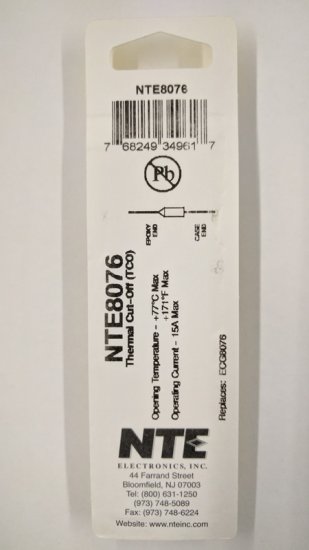 NTE8076
7 68249 34961 7
Pb
EPOXY END
CASE END
NTE8076
Thermal Cut-Off (TCO)
Opening Temperature - +77°C Max
+171°F Max
Operating Current - 15A Max
Replaces: ECG8076
NTE
ELECTRONICS, INC.
44 Farrand Street
Bloomfield, NJ 07003
Tel: (800) 631-1250
(973) 748-5089
Fax: (973) 748-6224
Website: www.nteinc.com